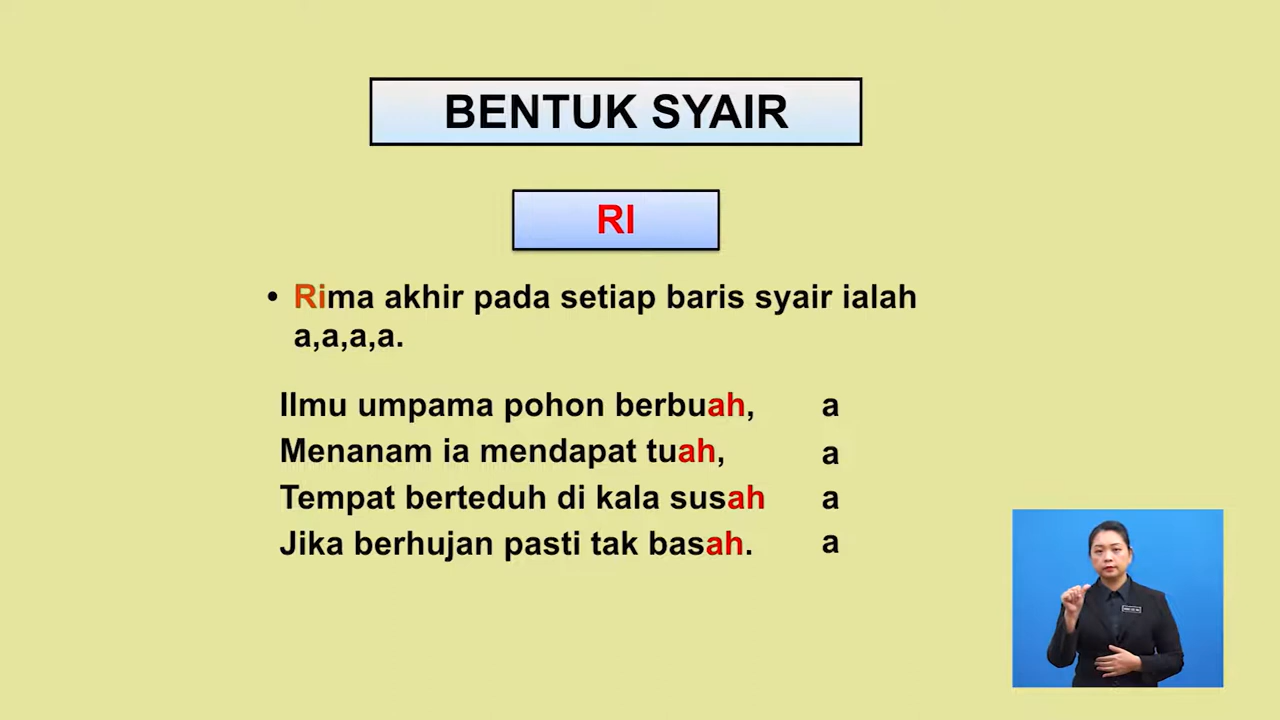 BENTUK SYAIR
RI
• Rima akhir pada setiap baris syair ialah
a,a,a,a.
Ilmu umpama pohon berbuah, a
Menanam ia mendapat tuah, a
Tempat berteduh di kala susah a
Jika berhujan pasti tak basah. a